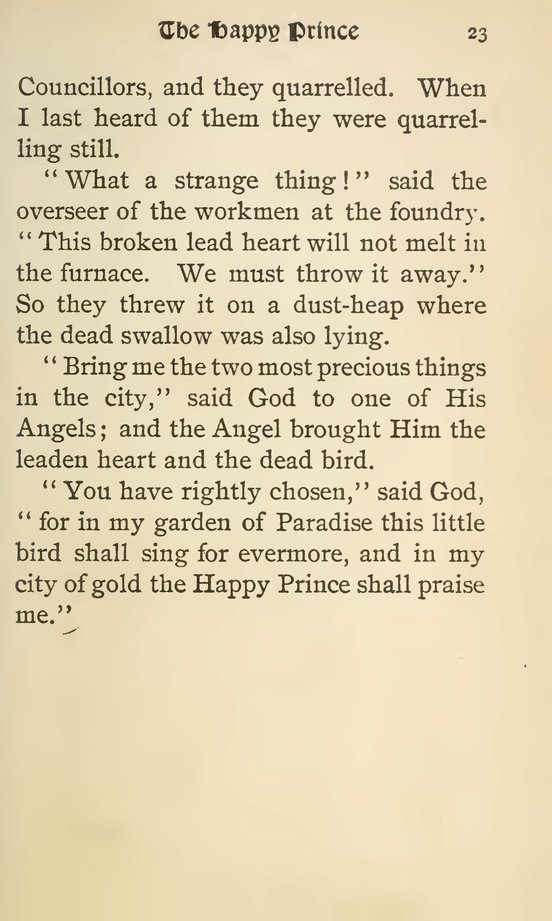 The Happy Prince 23
Councillors, and they quarrelled. When
I last heard of them they were quarrel-
ling still.
"What a strange thing!" said the
overseer of the workmen at the foundry.
"This broken lead heart will not melt in
the furnace. We must throw it away."
So they threw it on a dust-heap where
the dead swallow was also lying.
"Bring me the two most precious things
in the city," said God to one of His
Angels; and the Angel brought Him the
leaden heart and the dead bird.
"You have rightly chosen," said God,
"for in my garden of Paradise this little
bird shall sing for evermore, and in my
city of gold the Happy Prince shall praise
me."